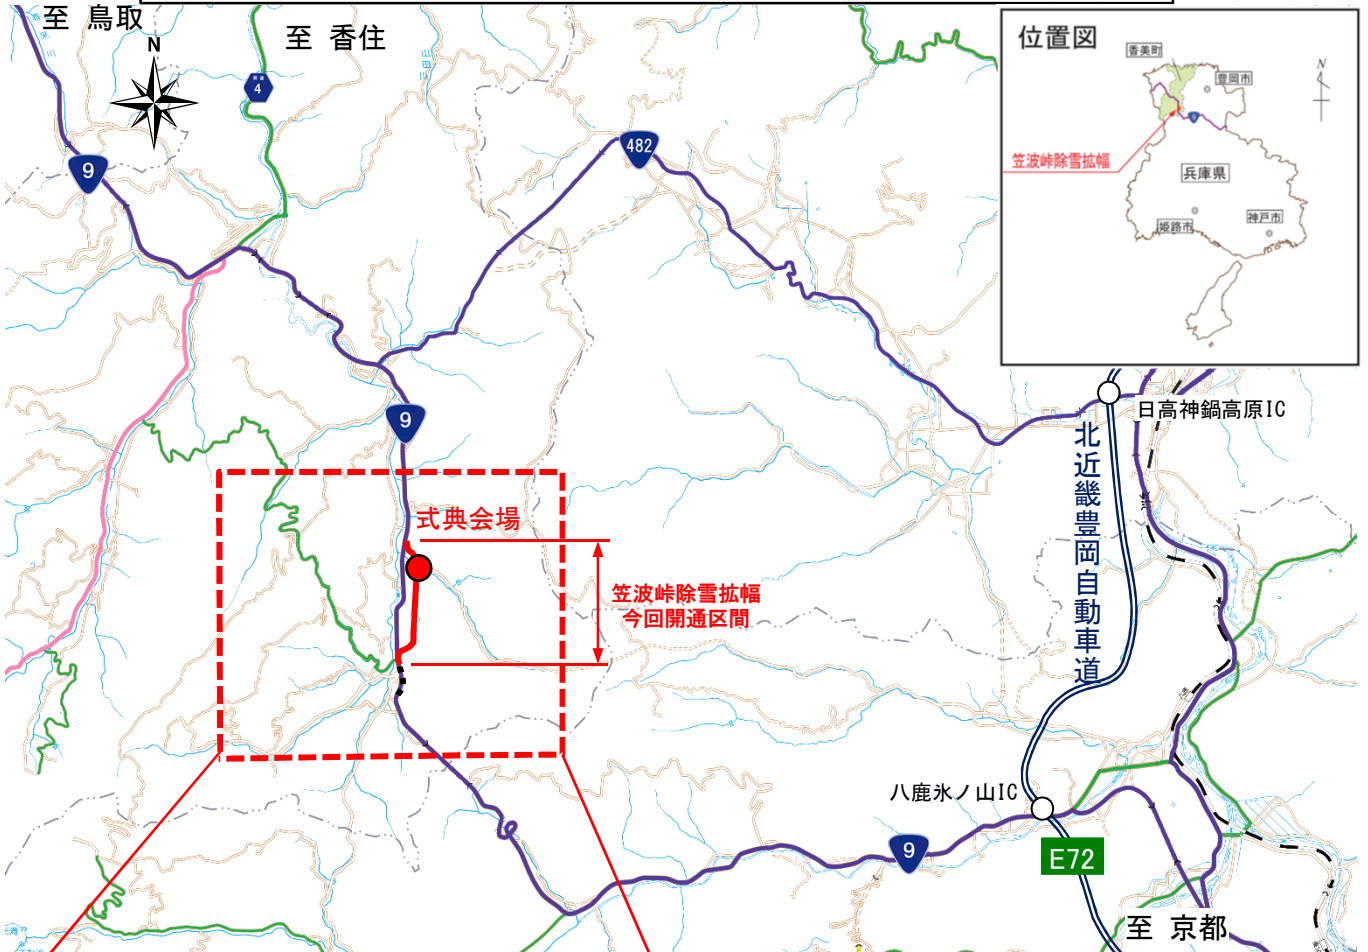 至 鳥取
至 香住
N
4
9
482
位置図
香美町
豊岡市
N
9
笠波峠除雪拡幅
兵庫県
姫路市
神戸市
日高神鍋高原IC
9
北近畿豊岡自動車道
式典会場
笠波峠除雪拡幅
今回開通区間
八鹿氷ノ山IC
9
E72
至 京都